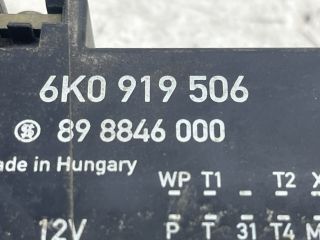 6K0 919 506
89 8846 000
ade in Hungary
WP T1 - T2 X
12V P T 31 T4 M